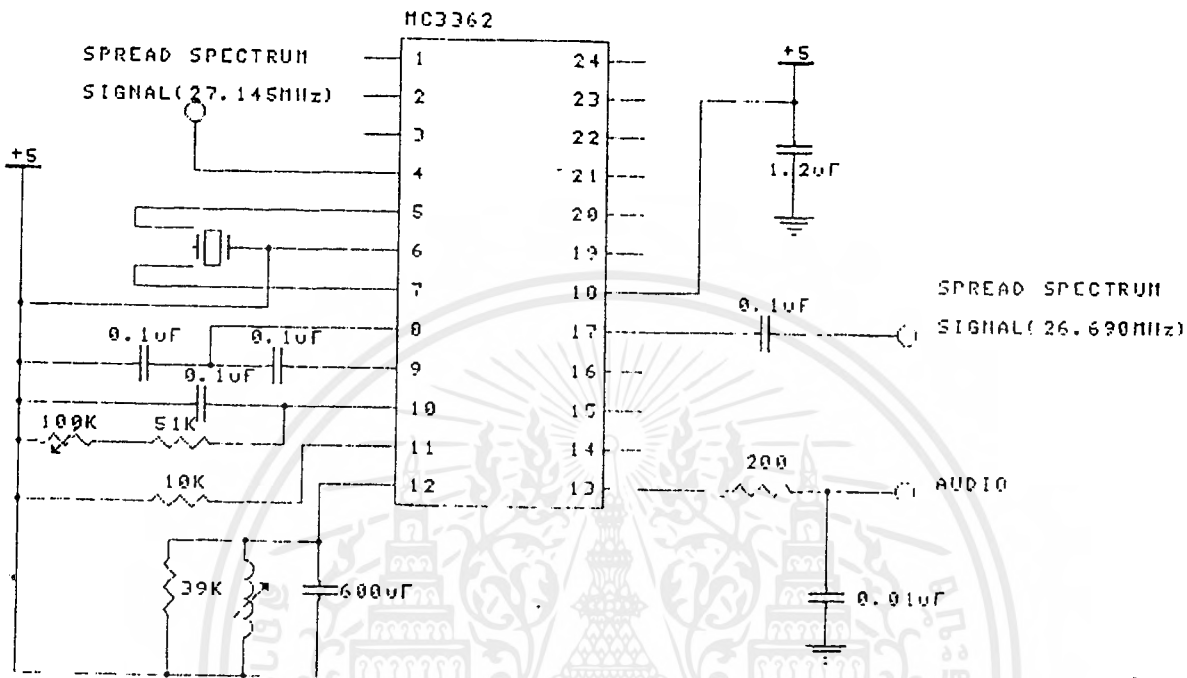 MC3362
SPREAD SPECTRUM
SIGNAL(27.145MHz)
+5
+5
1
2
3
4
5
6
7
8
9
10
11
12
24
23
22
21
20
19
18
17
16
15
14
13
1.2uF
SPREAD SPECTRUM
SIGNAL(26.690MHz)
0.1uF
0.1uF
0.1uF
0.1uF
100K
51K
10K
200
AUDIO
39K
600uF
0.01uF